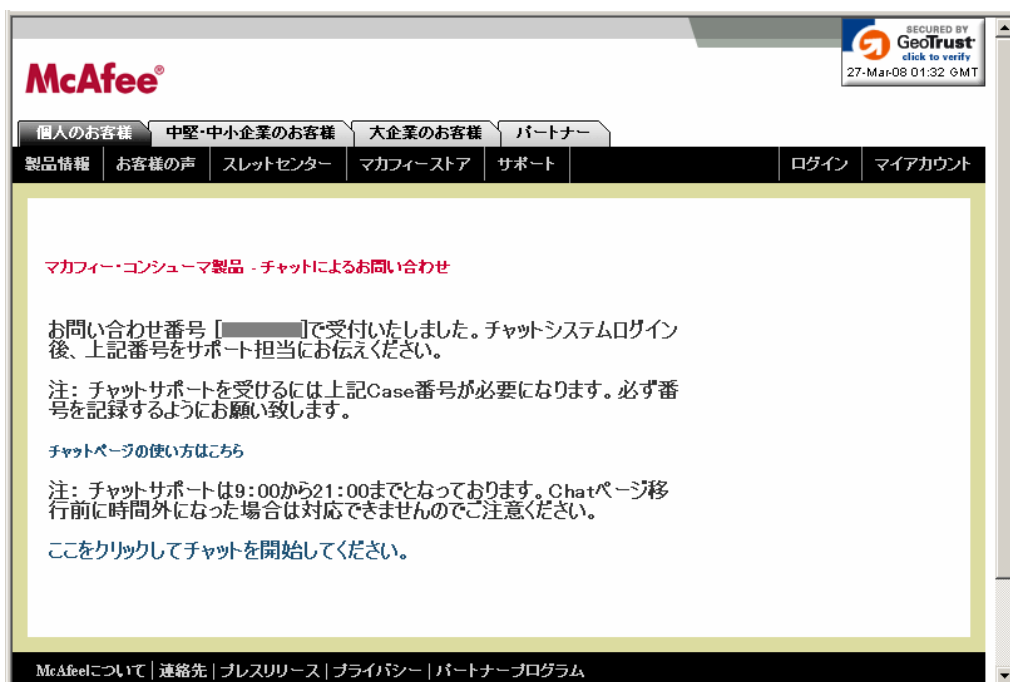 SECURED BY
GeoTrust
click to verify
27-Mar-08 01:32 GMT
McAfee®
個人のお客様 中堅・中小企業のお客様 大企業のお客様 パートナー
製品情報 お客様の声 スレットセンター マカフィーストア サポート ログイン マイアカウント
マカフィー・コンシューマ製品 - チャットによるお問い合わせ
お問い合わせ番号 [ ]で受付いたしました。チャットシステムログイン
後、上記番号をサポート担当にお伝えください。
注: チャットサポートを受けるには上記Case番号が必要になります。必ず番
号を記録するようにお願い致します。
チャットページの使い方はこちら
注: チャットサポートは9:00から21:00までとなっております。Chatページ移
行前に時間外になった場合は対応できませんのでご注意ください。
ここをクリックしてチャットを開始してください。
McAfeeについて | 連絡先 | プレスリリース | プライバシー | パートナープログラム